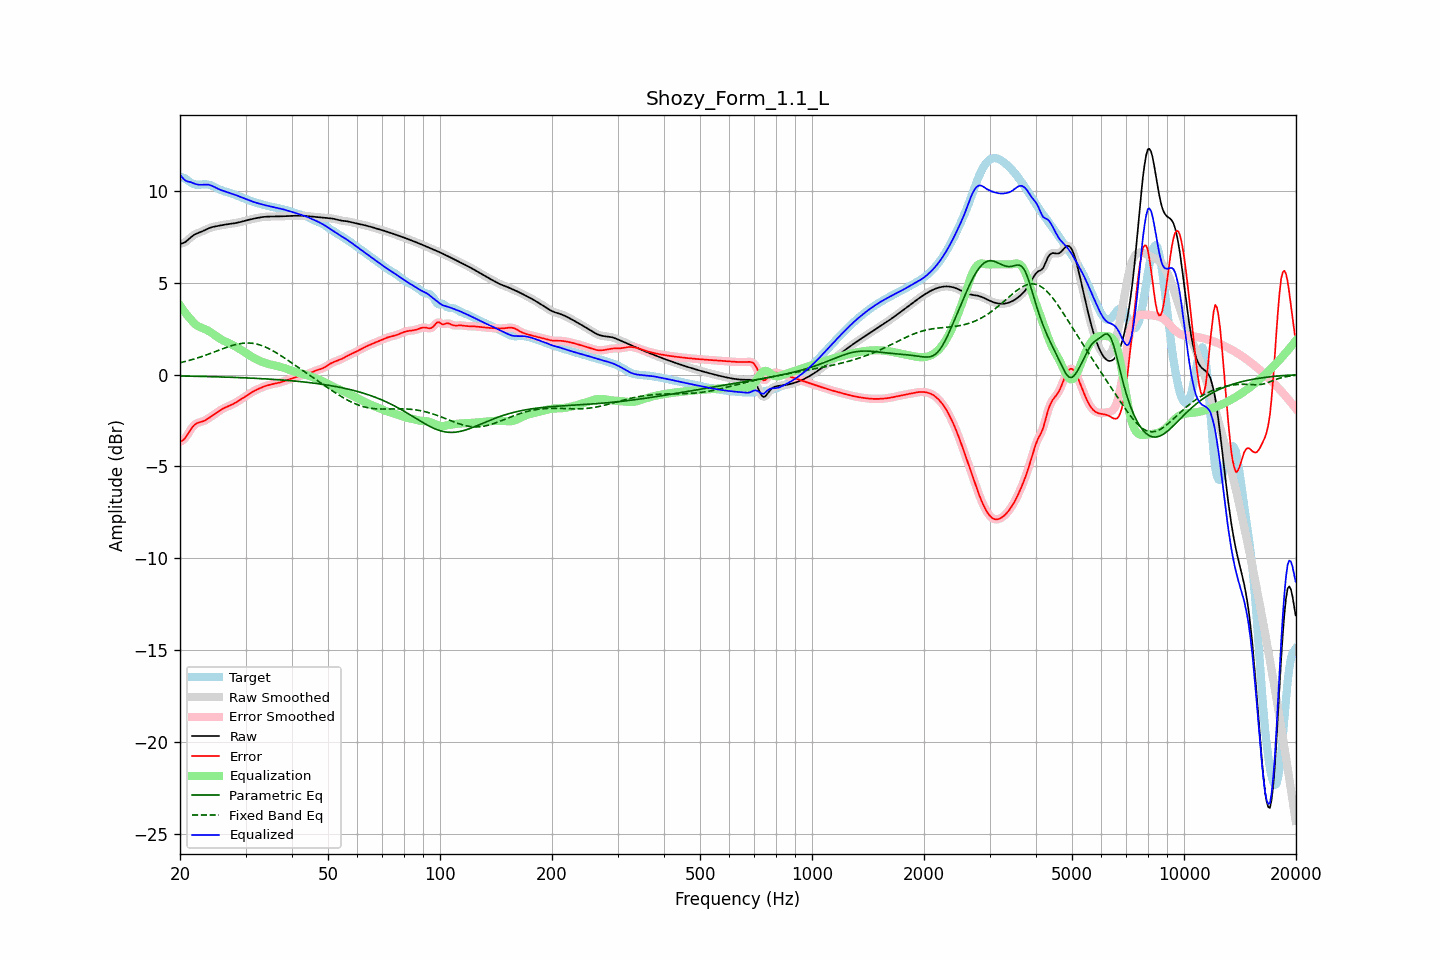 Shozy_Form_1.1_L
Amplitude (dBr)
10
5
0
−5
−10
−15
−20
−25
Target
Raw Smoothed
Error Smoothed
Raw
Error
Equalization
Parametric Eq
Fixed Band Eq
Equalized
20
50
100
200
500
1000
2000
5000
10000
20000
Frequency (Hz)